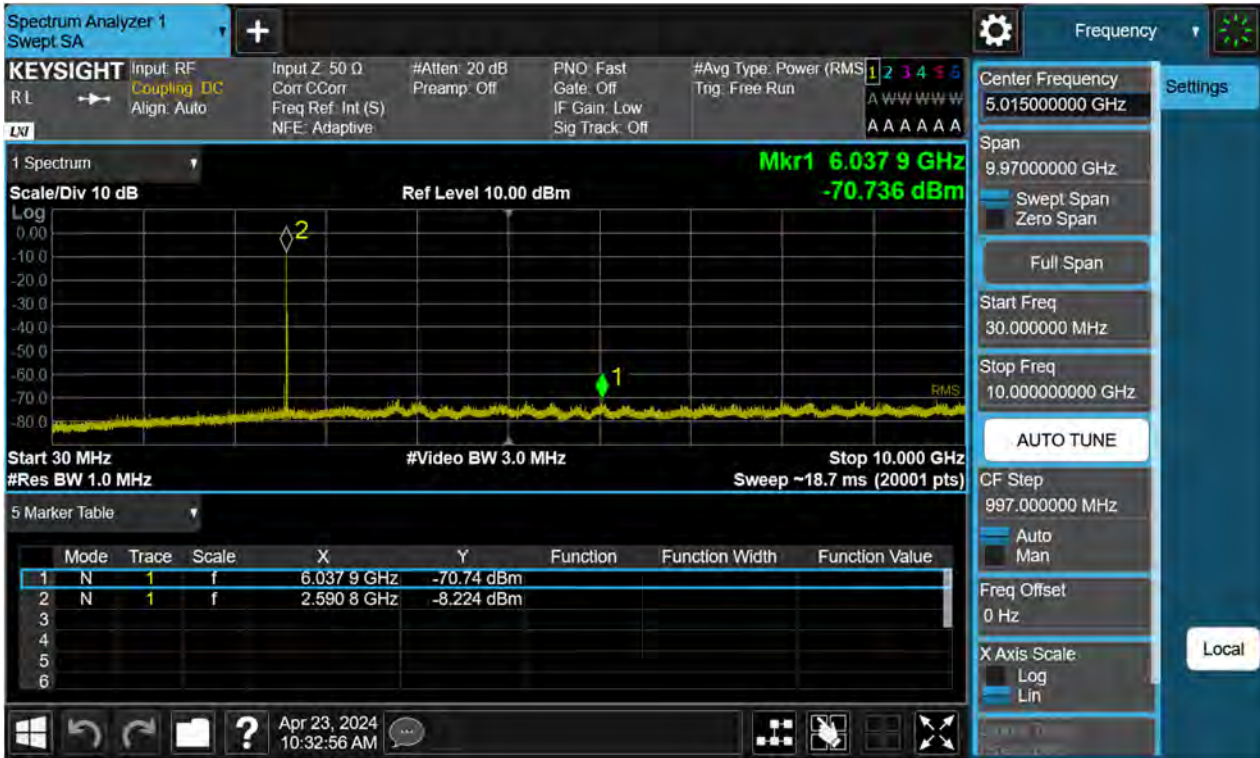 Spectrum Analyzer 1
Swept SA
+
Frequency
KEYSIGHT
R L
LXI
Input: RF
Coupling: DC
Align: Auto
Input Z: 50 Ω
Corr CCorr
Freq Ref: Int (S)
NFE: Adaptive
#Atten: 20 dB
Preamp: Off
PNO: Fast
Gate: Off
IF Gain: Low
Sig Track: Off
#Avg Type: Power (RMS
Trig: Free Run
1 2 3 4 5 6
A W W W W W
A A A A A A
1 Spectrum
Mkr1 6.037 9 GHz
-70.736 dBm
Scale/Div 10 dB
Ref Level 10.00 dBm
Log
0.00
-10.0
-20.0
-30.0
-40.0
-50.0
-60.0
-70.0
-80.0
2
1
RMS
Start 30 MHz
#Video BW 3.0 MHz
Stop 10.000 GHz
#Res BW 1.0 MHz
Sweep ~18.7 ms (20001 pts)
5 Marker Table
Mode Trace Scale X Y Function Function Width Function Value
1 N 1 f 6.037 9 GHz -70.74 dBm
2 N 1 f 2.590 8 GHz -8.224 dBm
3
4
5
6
Apr 23, 2024
10:32:56 AM
?
Center Frequency
5.015000000 GHz
Settings
Span
9.97000000 GHz
Swept Span
Zero Span
Full Span
Start Freq
30.000000 MHz
Stop Freq
10.000000000 GHz
AUTO TUNE
CF Step
997.000000 MHz
Auto
Man
Freq Offset
0 Hz
X Axis Scale
Log
Lin
Local